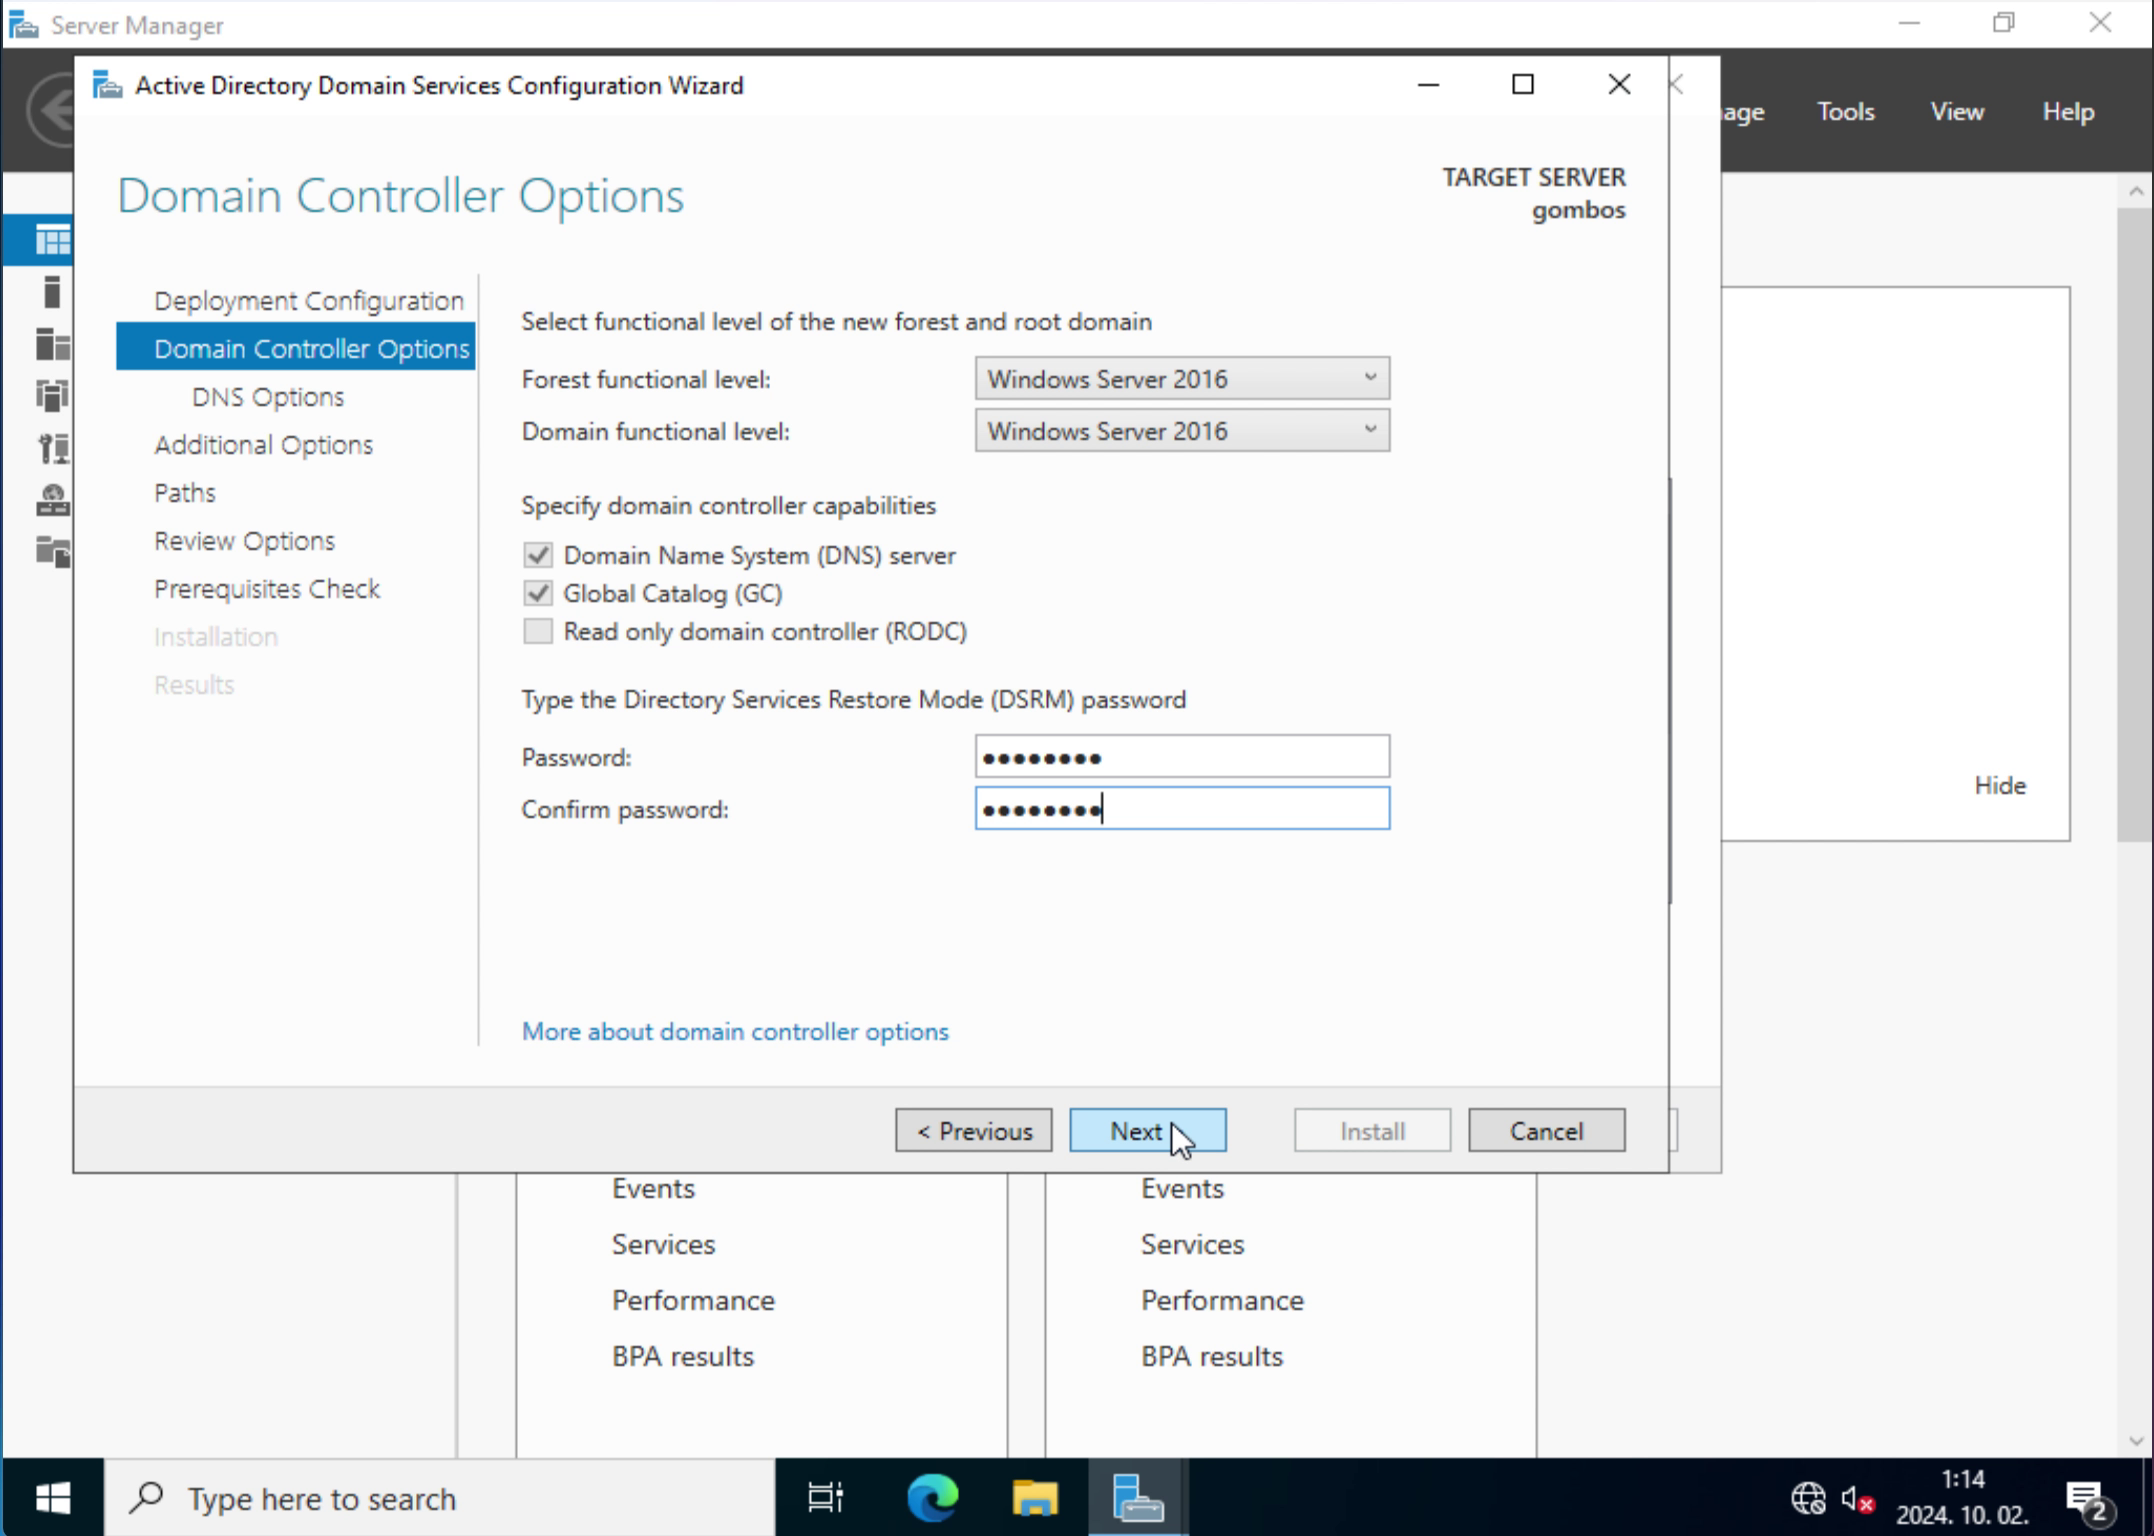 Server Manager
Active Directory Domain Services Configuration Wizard
age Tools View Help
Domain Controller Options
TARGET SERVER
gombos
Deployment Configuration
Domain Controller Options
DNS Options
Additional Options
Paths
Review Options
Prerequisites Check
Installation
Results
Select functional level of the new forest and root domain
Forest functional level: Windows Server 2016
Domain functional level: Windows Server 2016
Specify domain controller capabilities
Domain Name System (DNS) server
Global Catalog (GC)
Read only domain controller (RODC)
Type the Directory Services Restore Mode (DSRM) password
Password: ●●●●●●●●
Confirm password: ●●●●●●●●
Hide
More about domain controller options
< Previous Next Install Cancel
Events Events
Services Services
Performance Performance
BPA results BPA results
Type here to search
1:14
2024. 10. 02.
2